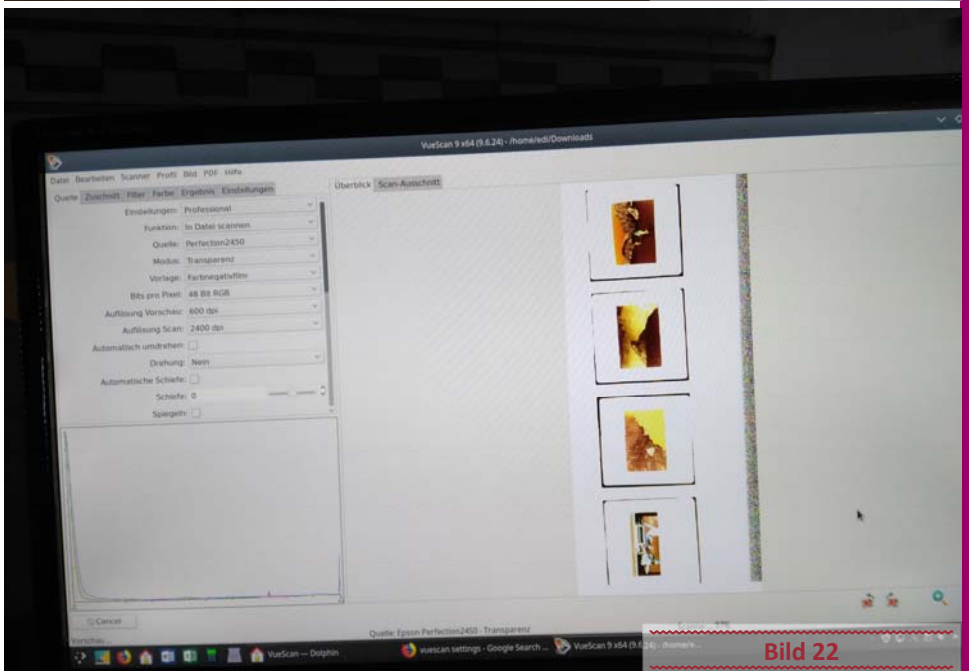 VueScan 9 x64 (9.6.24) - /home/edi/Downloads
Datei Bearbeiten Scanner Profil Bild PDF Hilfe
Quelle Zuschnitt Filter Farbe Ergebnis Einstellungen
Überblick Scan-Ausschnitt
Einstellungen: Professional
Funktion: In Datei scannen
Quelle: Perfection2450
Modus: Transparenz
Vorlage: Farbnegativfilm
Bits pro Pixel: 48 Bit RGB
Auflösung Vorschau: 600 dpi
Auflösung Scan: 2400 dpi
Automatisch umdrehen:
Drehung: Nein
Automatische Schiefe:
Schiefe: 0
Spiegeln:
Cancel
Vorschau...
Quelle: Epson Perfection2450 - Transparenz
VueScan — Dolphin
vuescan settings - Google Search ...
VueScan 9 x64 (9.6.24) - /home/e...
Bild 22